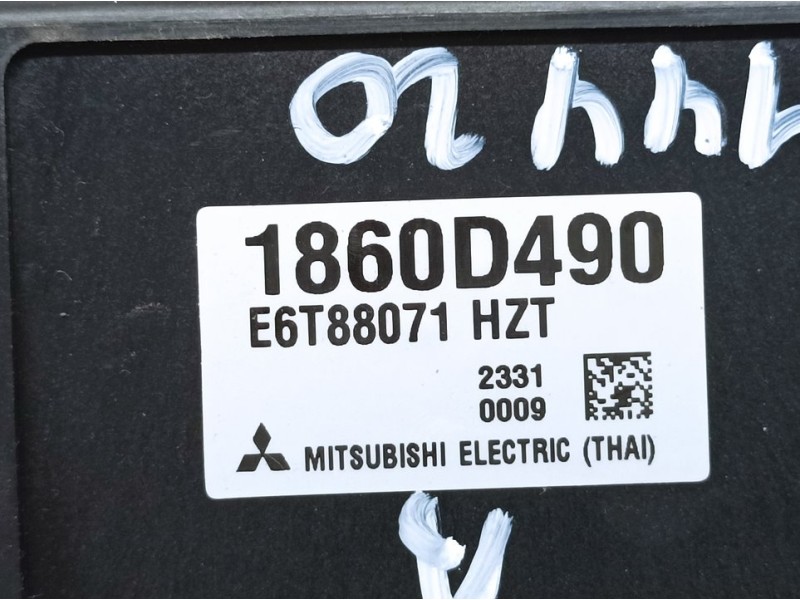 1860D490
E6T88071 HZT
2331
0009
MITSUBISHI ELECTRIC (THAI)